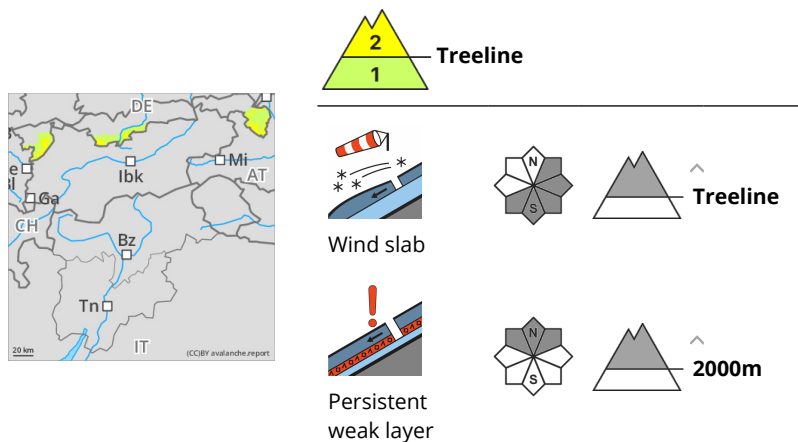 2
Treeline
1
DE
e
Mi
Ibk
AT
Ga
CH
Bz
Tn
IT
20 km
(CC)BY avalanche.report
N
S
Treeline
Wind slab
N
S
2000m
Persistent
weak layer